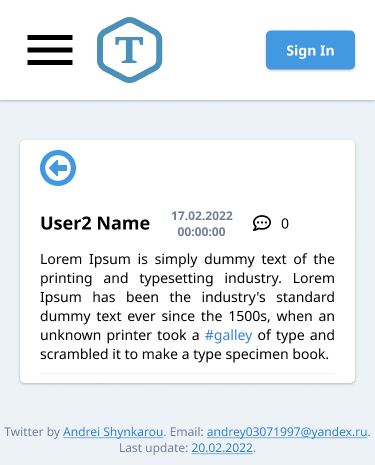 T
Sign In
User2 Name
17.02.2022
00:00:00
0
Lorem Ipsum is simply dummy text of the
printing and typesetting industry. Lorem
Ipsum has been the industry's standard
dummy text ever since the 1500s, when an
unknown printer took a #galley of type and
scrambled it to make a type specimen book.
Twitter by Andrei Shynkarou. Email: andrey03071997@yandex.ru.
Last update: 20.02.2022.